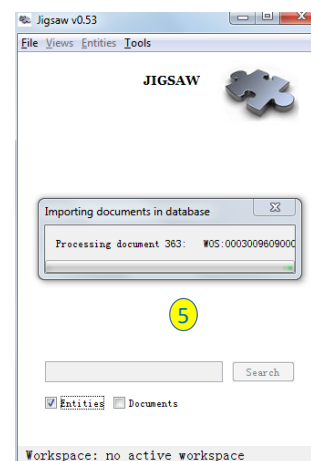 Jigsaw v0.53
File Views Entities Tools
JIGSAW
Importing documents in database
Processing document 363: WOS:0003009609000
5
Search
Entities Documents
Workspace: no active workspace